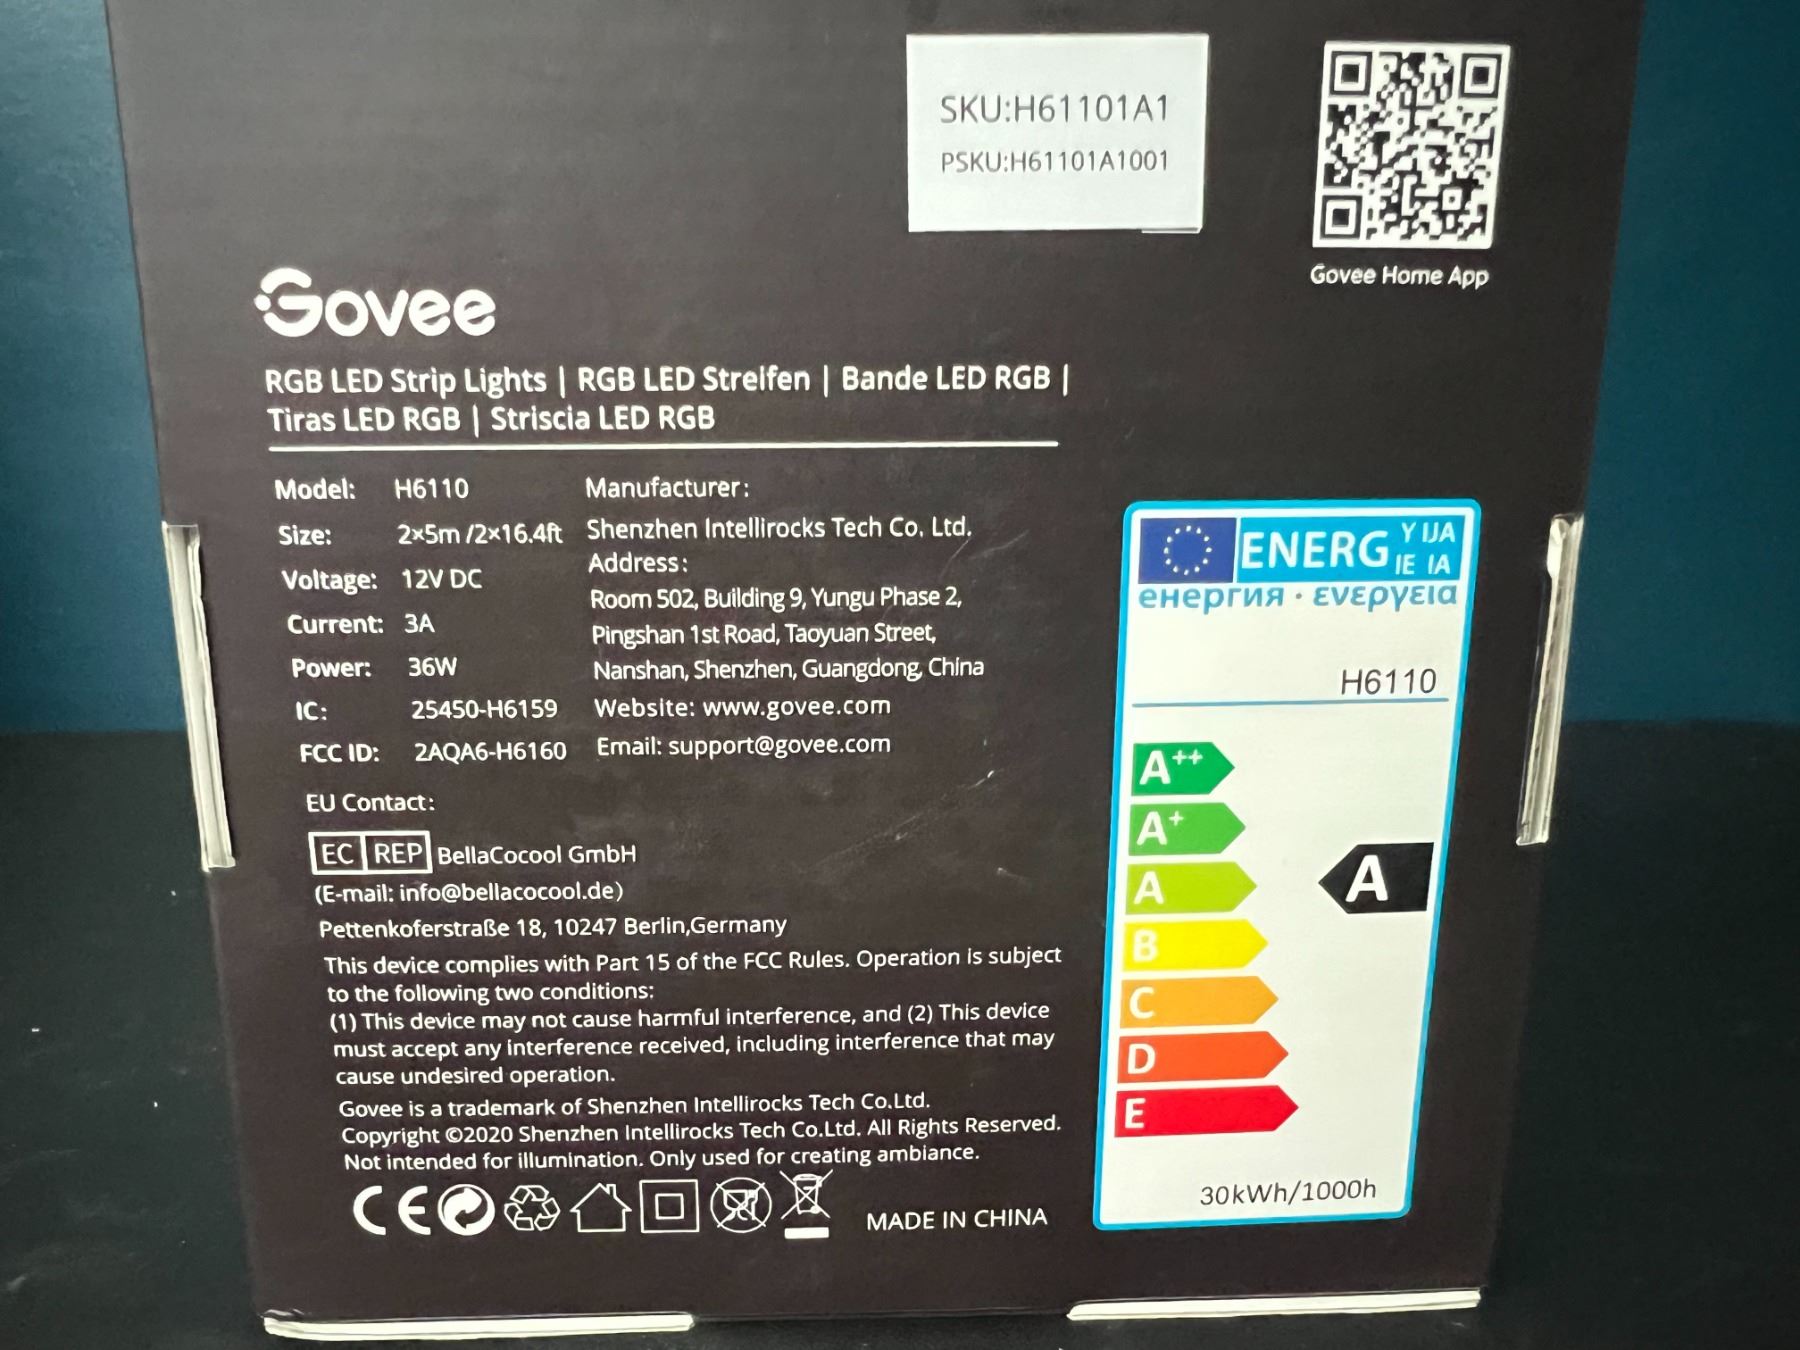 SKU:H61101A1
PSKU:H61101A1001
Govee Home App
Govee
RGB LED Strip Lights | RGB LED Streifen | Bande LED RGB |
Tiras LED RGB | Striscia LED RGB
Model: H6110
Size: 2×5m /2×16.4ft
Voltage: 12V DC
Current: 3A
Power: 36W
IC: 25450-H6159
FCC ID: 2AQA6-H6160
Manufacturer:
Shenzhen Intellirocks Tech Co. Ltd.
Address:
Room 502, Building 9, Yungu Phase 2,
Pingshan 1st Road, Taoyuan Street,
Nanshan, Shenzhen, Guangdong, China
Website: www.govee.com
Email: support@govee.com
EU Contact:
EC REP BellaCocool GmbH
(E-mail: info@bellacocool.de)
Pettenkoferstraße 18, 10247 Berlin,Germany
This device complies with Part 15 of the FCC Rules. Operation is subject
to the following two conditions:
(1) This device may not cause harmful interference, and (2) This device
must accept any interference received, including interference that may
cause undesired operation.
Govee is a trademark of Shenzhen Intellirocks Tech Co.Ltd.
Copyright ©2020 Shenzhen Intellirocks Tech Co.Ltd. All Rights Reserved.
Not intended for illumination. Only used for creating ambiance.
CE
MADE IN CHINA
ENERG Y IJA
IE IA
енергия · ενεργεια
H6110
A++
A+
A
A
B
C
D
E
30kWh/1000h